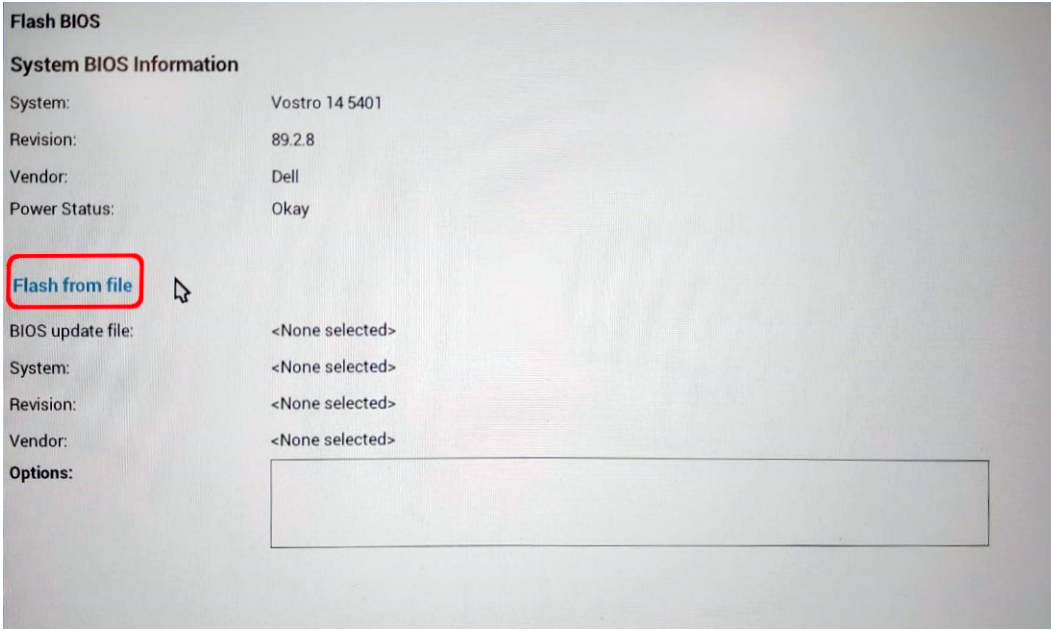 Flash BIOS
System BIOS Information
System: Vostro 14 5401
Revision: 89.2.8
Vendor: Dell
Power Status: Okay
Flash from file
BIOS update file: <None selected>
System: <None selected>
Revision: <None selected>
Vendor: <None selected>
Options: